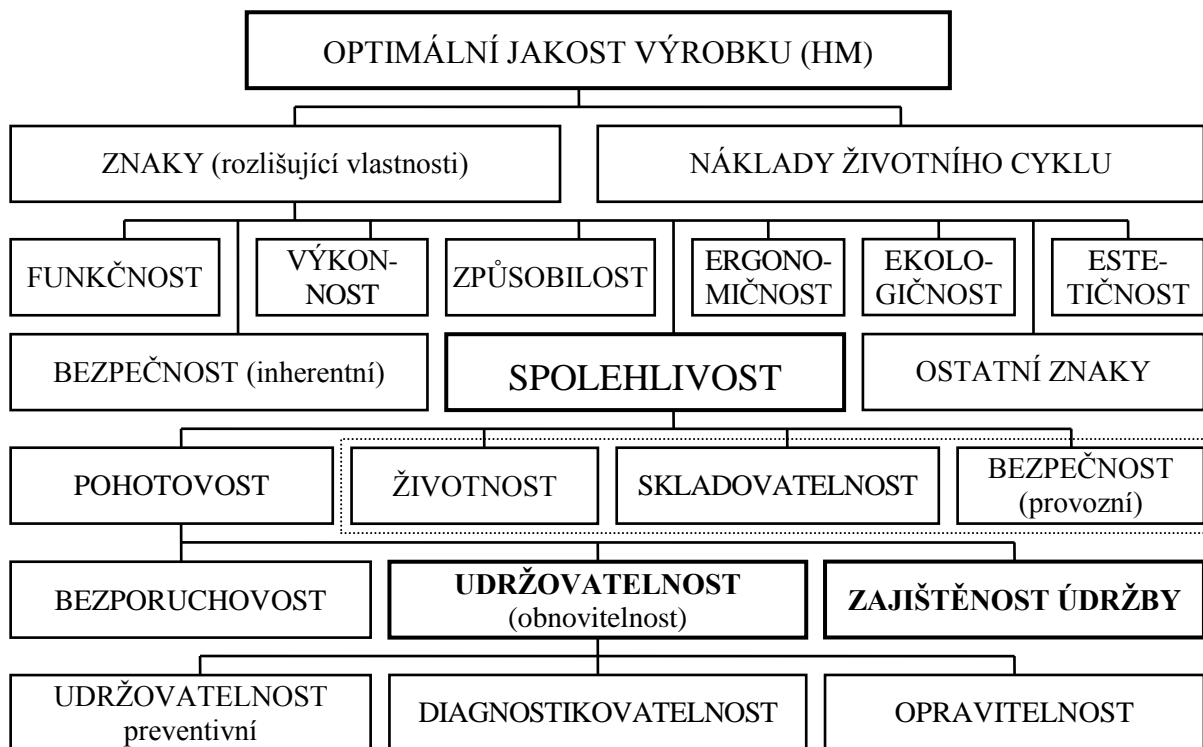 OPTIMÁLNÍ JAKOST VÝROBKU (HM)
ZNAKY (rozlišující vlastnosti)
NÁKLADY ŽIVOTNÍHO CYKLU
FUNKČNOST
VÝKON-
NOST
ZPŮSOBILOST
ERGONO-
MIČNOST
EKOLO-
GIČNOST
ESTE-
TIČNOST
BEZPEČNOST (inherentní)
SPOLEHLIVOST
OSTATNÍ ZNAKY
POHOTOVOST
ŽIVOTNOST
SKLADOVATELNOST
BEZPEČNOST
(provozní)
BEZPORUCHOVOST
UDRŽOVATELNOST
(obnovitelnost)
ZAJIŠTĚNOST ÚDRŽBY
UDRŽOVATELNOST
preventivní
DIAGNOSTIKOVATELNOST
OPRAVITELNOST